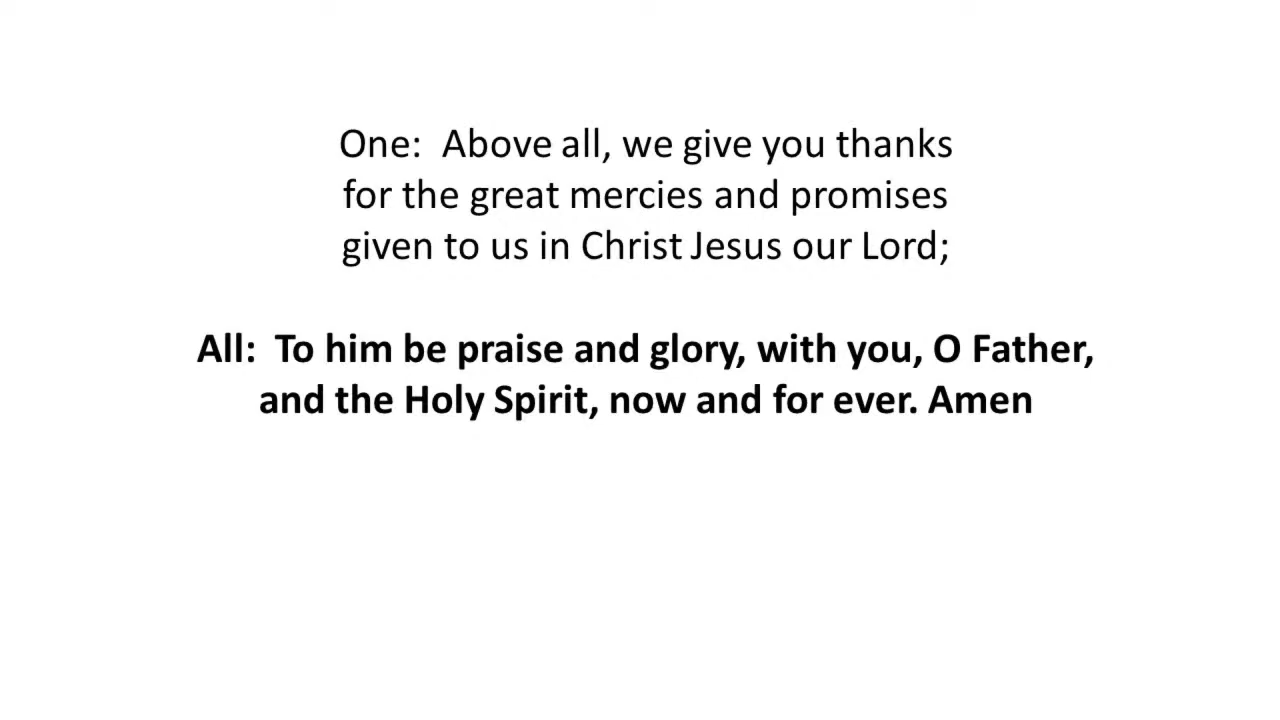 One:  Above all, we give you thanks
for the great mercies and promises
given to us in Christ Jesus our Lord;
All:  To him be praise and glory, with you, O Father,
and the Holy Spirit, now and for ever. Amen